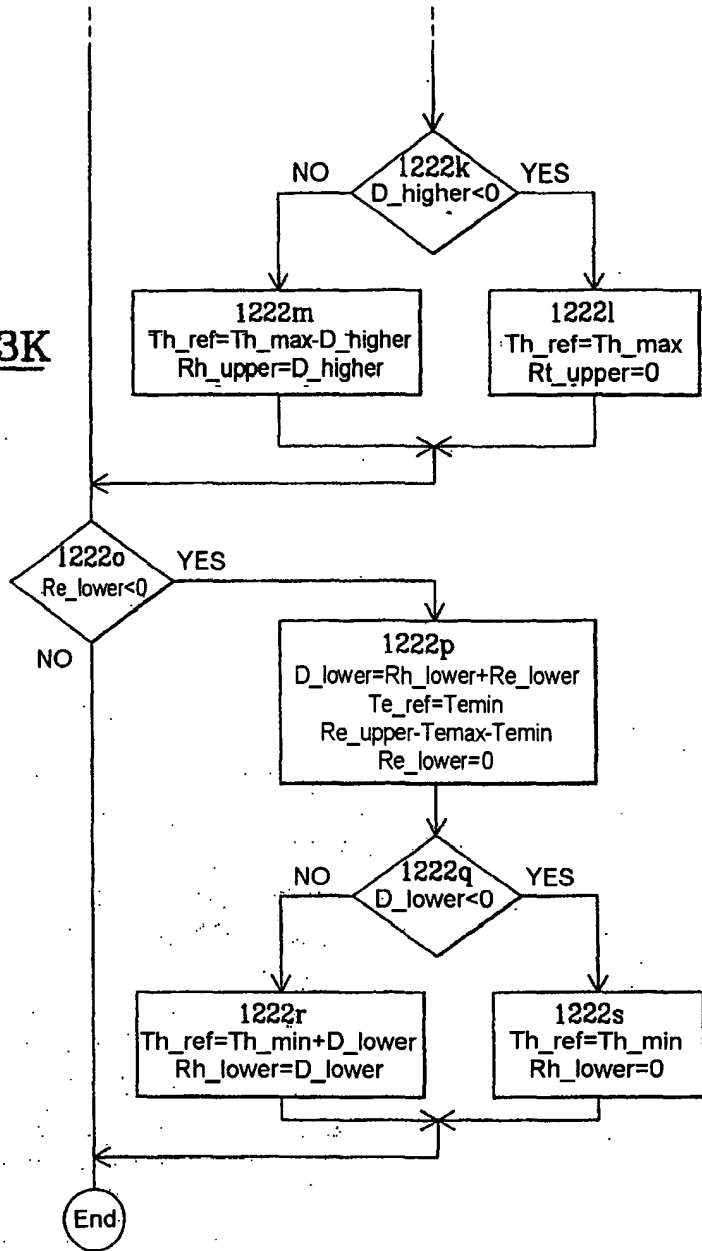 1222k
NO
D_higher<0
YES
3K
1222m
Th_ref=Th_max-D_higher
Rh_upper=D_higher
1222l
Th_ref=Th_max
Rt_upper=0
1222o
Re_lower<0
YES
NO
1222p
D_lower=Rh_lower+Re_lower
Te_ref=Temin
Re_upper-Temax-Temin
Re_lower=0
1222q
NO
D_lower<0
YES
1222r
Th_ref=Th_min+D_lower
Rh_lower=D_lower
1222s
Th_ref=Th_min
Rh_lower=0
End